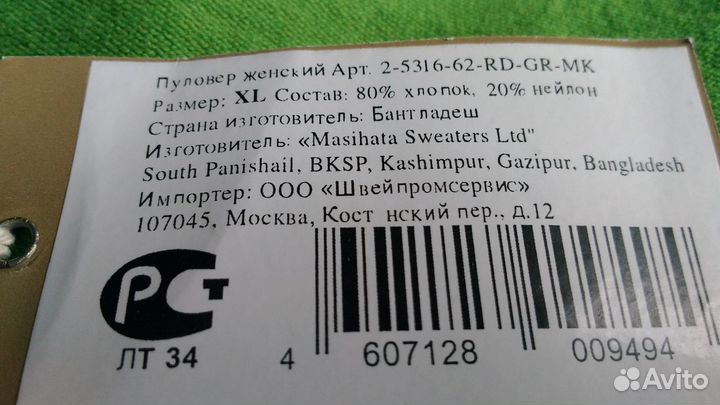 Пуловер женский Арт. 2-5316-62-RD-GR-MK
Размер: XL Состав: 80% хлопок, 20% нейлон
Страна изготовитель: Бангладеш
Изготовитель: «Masihata Sweaters Ltd"
South Panishail, BKSP, Kashimpur, Gazipur, Bangladesh
Импортер: ООО «Швейпромсервис»
107045, Москва, Кост нский пер., д.12
РСТ
ЛТ 34
4 607128 009494
Avito